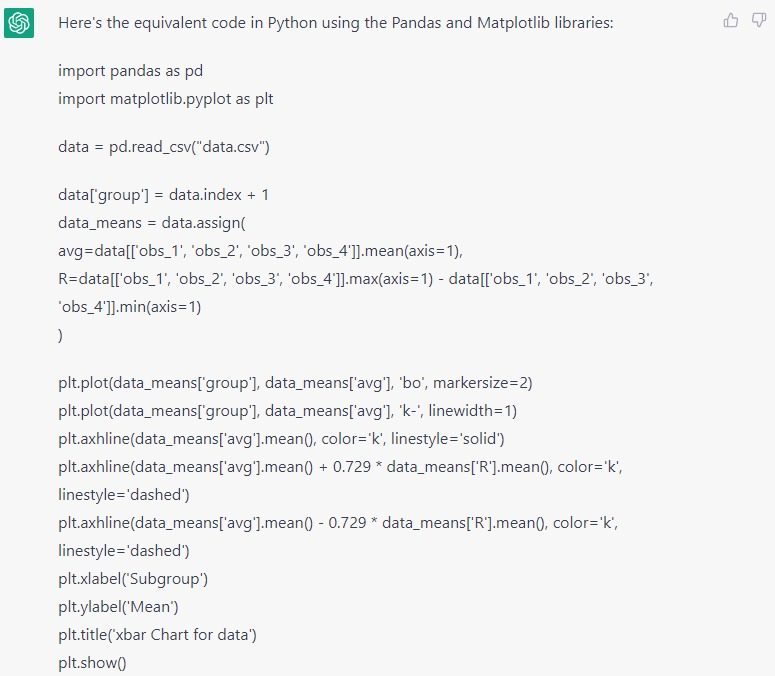 Here's the equivalent code in Python using the Pandas and Matplotlib libraries:
import pandas as pd
import matplotlib.pyplot as plt
data = pd.read_csv("data.csv")
data['group'] = data.index + 1
data_means = data.assign(
avg=data[['obs_1', 'obs_2', 'obs_3', 'obs_4']].mean(axis=1),
R=data[['obs_1', 'obs_2', 'obs_3', 'obs_4']].max(axis=1) - data[['obs_1', 'obs_2', 'obs_3',
'obs_4']].min(axis=1)
)
plt.plot(data_means['group'], data_means['avg'], 'bo', markersize=2)
plt.plot(data_means['group'], data_means['avg'], 'k-', linewidth=1)
plt.axhline(data_means['avg'].mean(), color='k', linestyle='solid')
plt.axhline(data_means['avg'].mean() + 0.729 * data_means['R'].mean(), color='k',
linestyle='dashed')
plt.axhline(data_means['avg'].mean() - 0.729 * data_means['R'].mean(), color='k',
linestyle='dashed')
plt.xlabel('Subgroup')
plt.ylabel('Mean')
plt.title('xbar Chart for data')
plt.show()